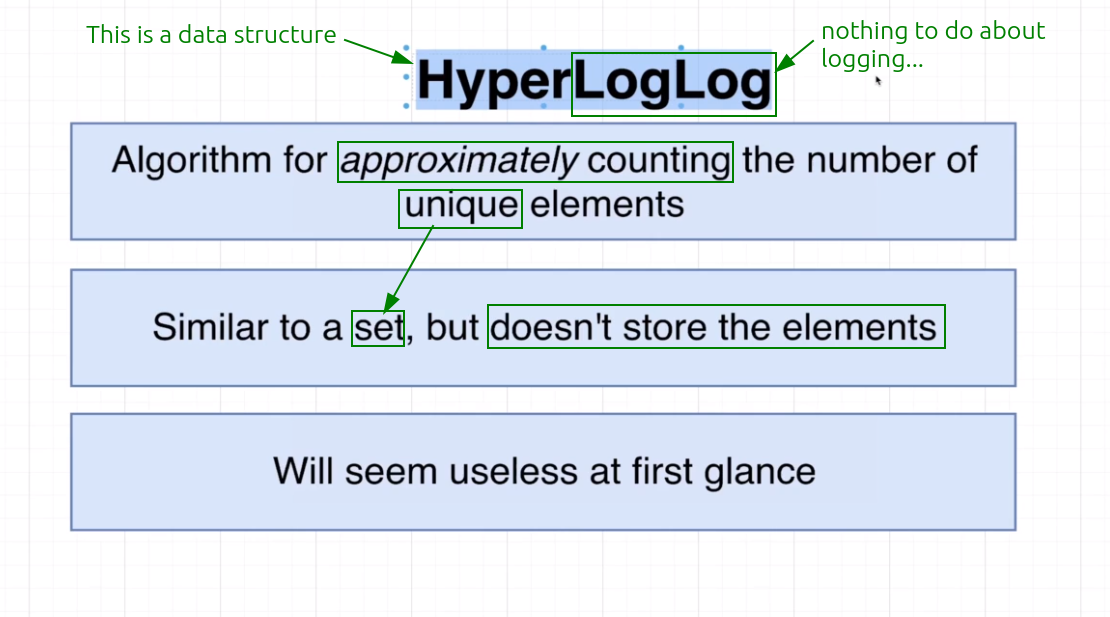 This is a data structure
nothing to do about
logging...
HyperLogLog
Algorithm for approximately counting the number of
unique elements
Similar to a set, but doesn't store the elements
Will seem useless at first glance